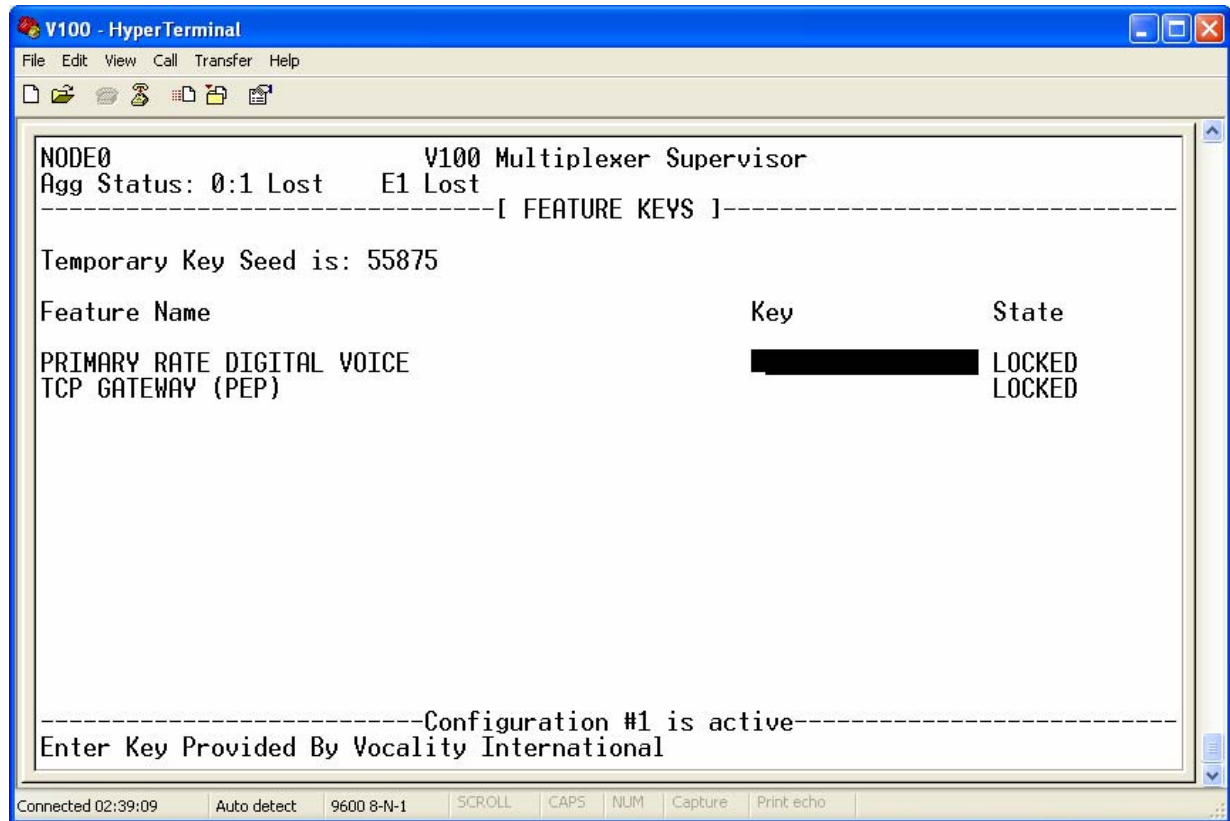 V100 - HyperTerminal
File Edit View Call Transfer Help
NODE0 V100 Multiplexer Supervisor
Agg Status: 0:1 Lost E1 Lost
--------------------------------[ FEATURE KEYS ]--------------------------------
Temporary Key Seed is: 55875
Feature Name Key State
PRIMARY RATE DIGITAL VOICE LOCKED
TCP GATEWAY (PEP) LOCKED
---------------------------Configuration #1 is active---------------------------
Enter Key Provided By Vocality International
Connected 02:39:09 Auto detect 9600 8-N-1 SCROLL CAPS NUM Capture Print echo